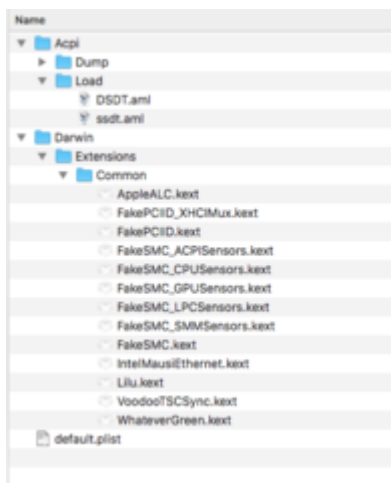 Name
Acpi
Dump
Load
DSDT.aml
ssdt.aml
Darwin
Extensions
Common
AppleALC.kext
FakePCIID_XHCIMux.kext
FakePCIID.kext
FakeSMC_ACPISensors.kext
FakeSMC_CPUSensors.kext
FakeSMC_GPUSensors.kext
FakeSMC_LPCSensors.kext
FakeSMC_SMMSensors.kext
FakeSMC.kext
IntelMausiEthernet.kext
Lilu.kext
VoodooTSCSync.kext
WhateverGreen.kext
default.plist